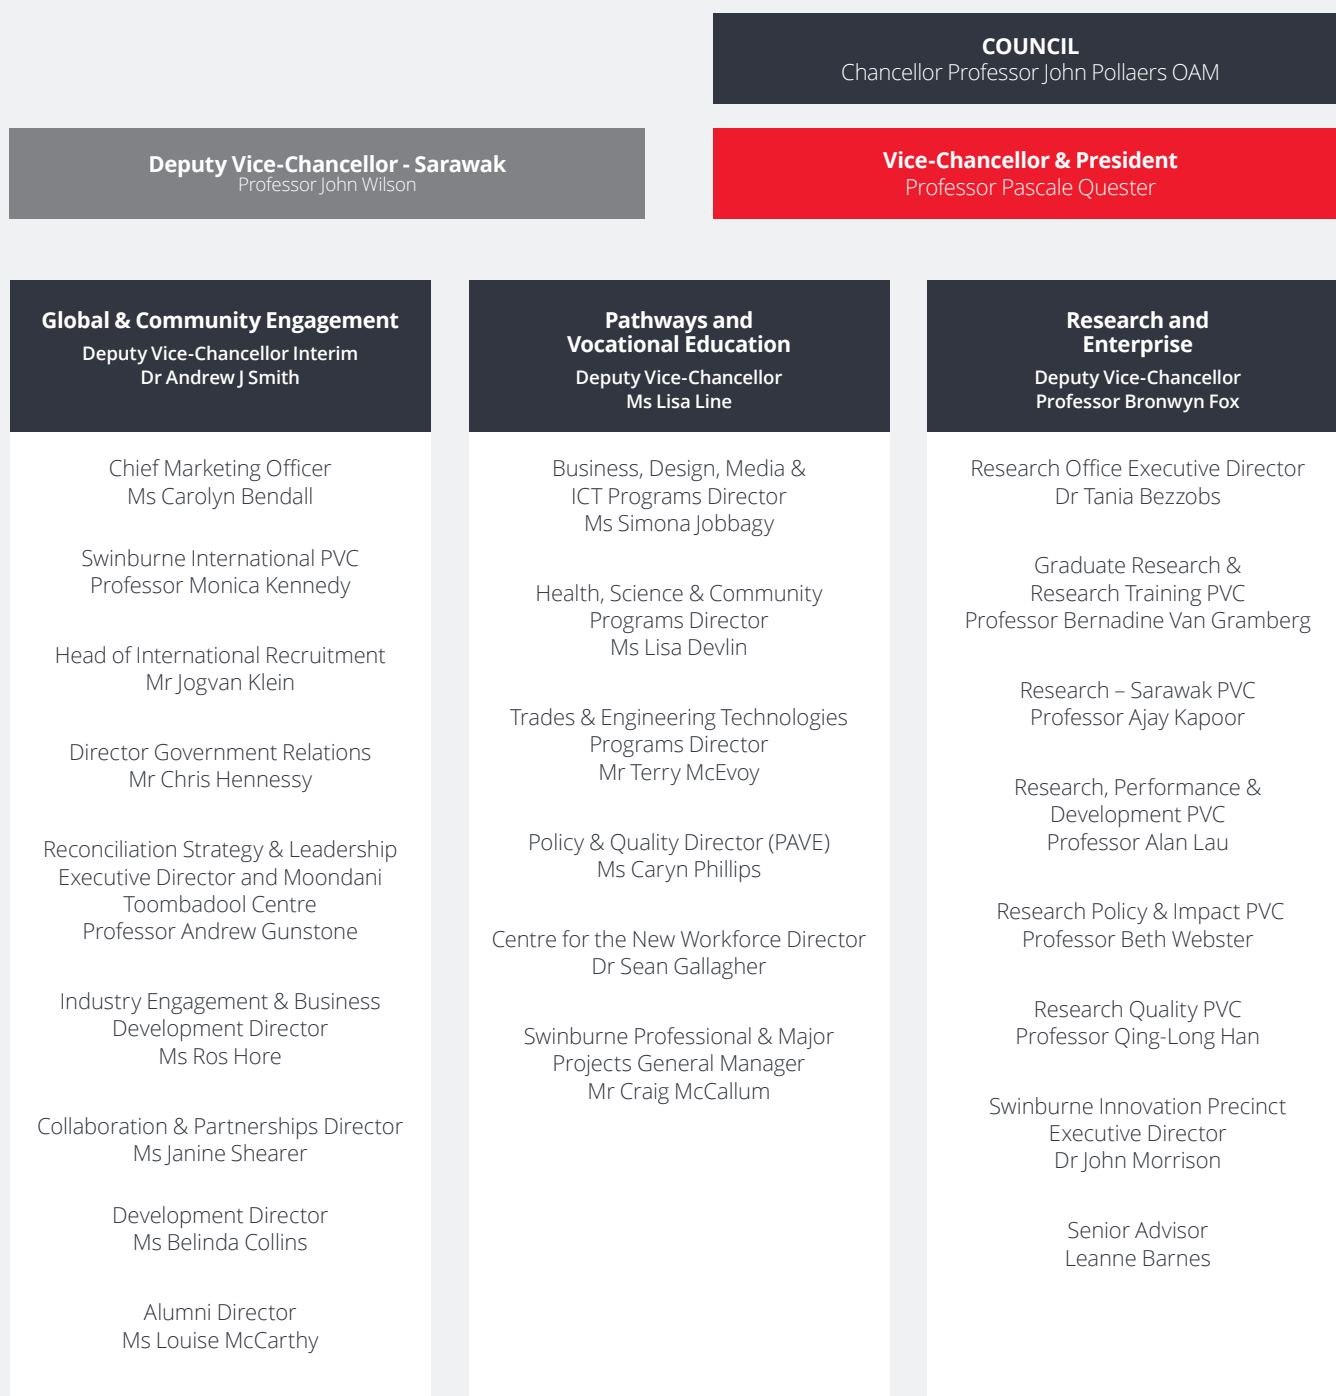 COUNCIL
Chancellor Professor John Pollaers OAM
Deputy Vice-Chancellor - Sarawak
Professor John Wilson
Vice-Chancellor & President
Professor Pascale Quester
Global & Community Engagement
Deputy Vice-Chancellor Interim
Dr Andrew J Smith
Chief Marketing Officer
Ms Carolyn Bendall
Swinburne International PVC
Professor Monica Kennedy
Head of International Recruitment
Mr Jogvan Klein
Director Government Relations
Mr Chris Hennessy
Reconciliation Strategy & Leadership
Executive Director and Moondani
Toombadool Centre
Professor Andrew Gunstone
Industry Engagement & Business
Development Director
Ms Ros Hore
Collaboration & Partnerships Director
Ms Janine Shearer
Development Director
Ms Belinda Collins
Alumni Director
Ms Louise McCarthy
Pathways and
Vocational Education
Deputy Vice-Chancellor
Ms Lisa Line
Business, Design, Media &
ICT Programs Director
Ms Simona Jobbagy
Health, Science & Community
Programs Director
Ms Lisa Devlin
Trades & Engineering Technologies
Programs Director
Mr Terry McEvoy
Policy & Quality Director (PAVE)
Ms Caryn Phillips
Centre for the New Workforce Director
Dr Sean Gallagher
Swinburne Professional & Major
Projects General Manager
Mr Craig McCallum
Research and
Enterprise
Deputy Vice-Chancellor
Professor Bronwyn Fox
Research Office Executive Director
Dr Tania Bezzobs
Graduate Research &
Research Training PVC
Professor Bernadine Van Gramberg
Research – Sarawak PVC
Professor Ajay Kapoor
Research, Performance &
Development PVC
Professor Alan Lau
Research Policy & Impact PVC
Professor Beth Webster
Research Quality PVC
Professor Qing-Long Han
Swinburne Innovation Precinct
Executive Director
Dr John Morrison
Senior Advisor
Leanne Barnes